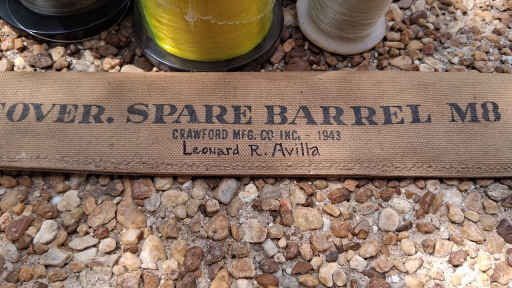 COVER. SPARE BARREL M8
CRAWFORD MFG. CO INC. - 1943
Leonard R. Avilla